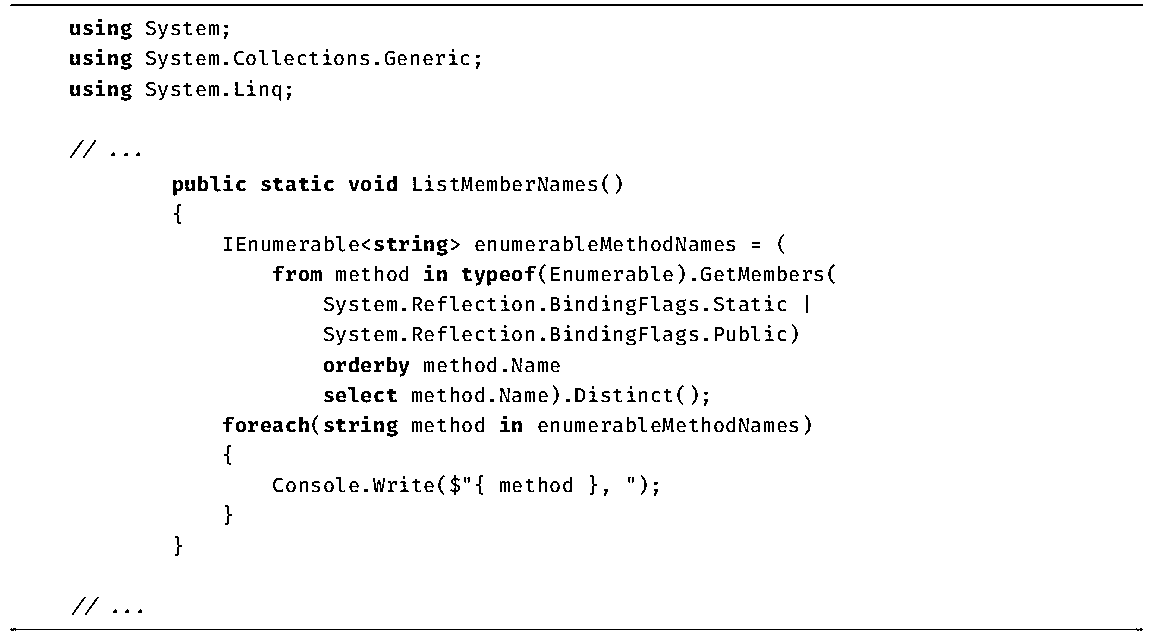 using System;
using System.Collections.Generic;
using System.Linq;

// ...
        public static void ListMemberNames()
        {
            IEnumerable<string> enumerableMethodNames = (
                from method in typeof(Enumerable).GetMembers(
                    System.Reflection.BindingFlags.Static |
                    System.Reflection.BindingFlags.Public)
                    orderby method.Name
                    select method.Name).Distinct();
            foreach(string method in enumerableMethodNames)
            {
                Console.Write($"{ method }, ");
            }
        }

// ...